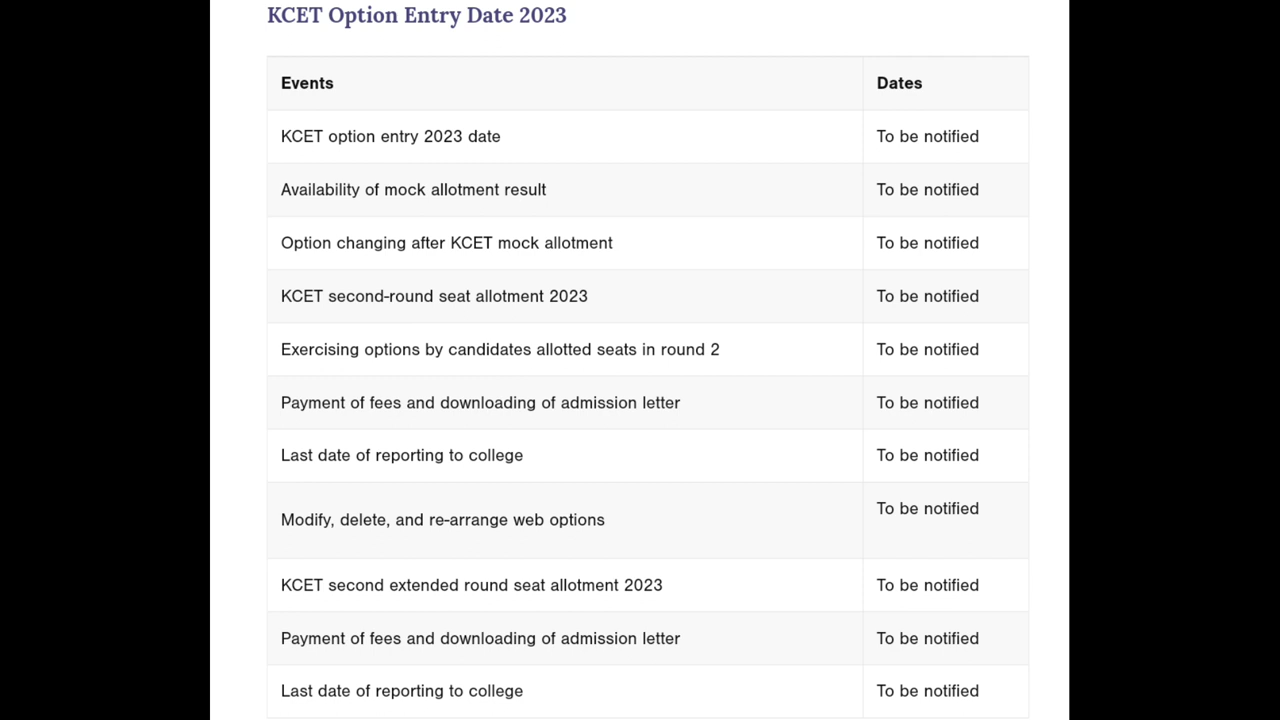 KCET Option Entry Date 2023
Events Dates
KCET option entry 2023 date To be notified
Availability of mock allotment result To be notified
Option changing after KCET mock allotment To be notified
KCET second-round seat allotment 2023 To be notified
Exercising options by candidates allotted seats in round 2 To be notified
Payment of fees and downloading of admission letter To be notified
Last date of reporting to college To be notified
Modify, delete, and re-arrange web options To be notified
KCET second extended round seat allotment 2023 To be notified
Payment of fees and downloading of admission letter To be notified
Last date of reporting to college To be notified